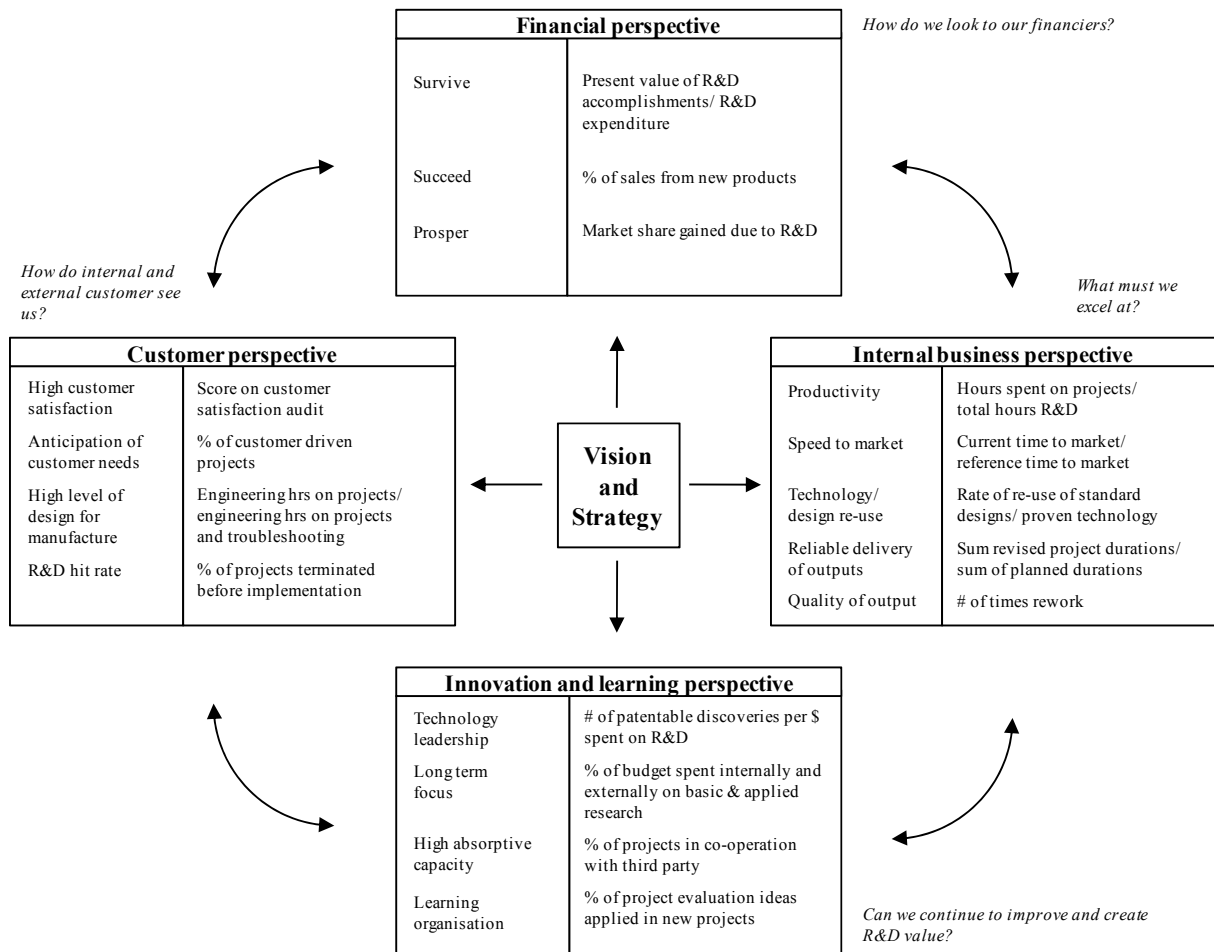 Financial perspective
How do we look to our financiers?
Survive
Present value of R&D
accomplishments/ R&D
expenditure
Succeed
% of sales from new products
Prosper
Market share gained due to R&D
How do internal and
external customer see
us?
What must we
excel at?
Customer perspective
High customer
satisfaction
Score on customer
satisfaction audit
Anticipation of
customer needs
% of customer driven
projects
High level of
design for
manufacture
Engineering hrs on projects/
engineering hrs on projects
and troubleshooting
R&D hit rate
% of projects terminated
before implementation
Vision
and
Strategy
Internal business perspective
Productivity
Hours spent on projects/
total hours R&D
Speed to market
Current time to market/
reference time to market
Technology/
design re-use
Rate of re-use of standard
designs/ proven technology
Reliable delivery
of outputs
Sum revised project durations/
sum of planned durations
Quality of output
# of times rework
Innovation and learning perspective
Technology
leadership
# of patentable discoveries per $
spent on R&D
Long term
focus
% of budget spent internally and
externally on basic & applied
research
High absorptive
capacity
% of projects in co-operation
with third party
Learning
organisation
% of project evaluation ideas
applied in new projects
Can we continue to improve and create
R&D value?